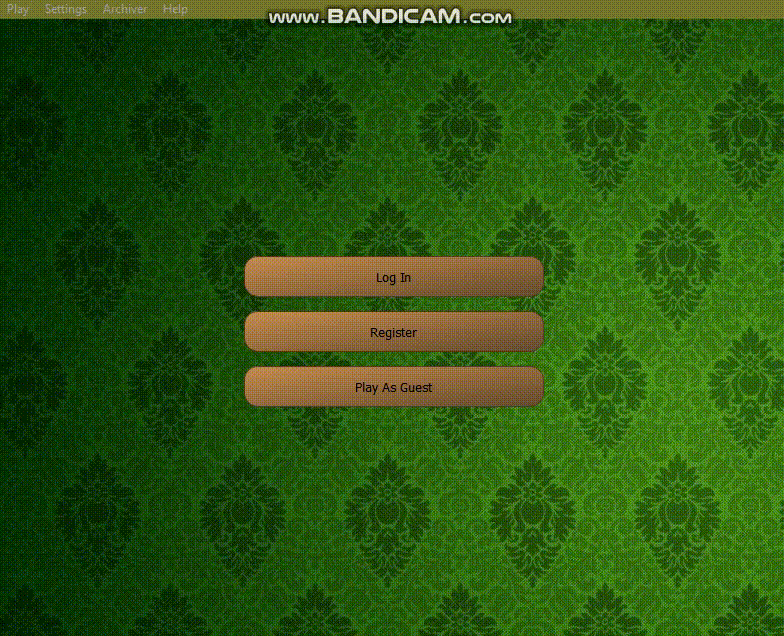 Play Settings Archiver Help
www.BANDICAM.com
Log In
Register
Play As Guest